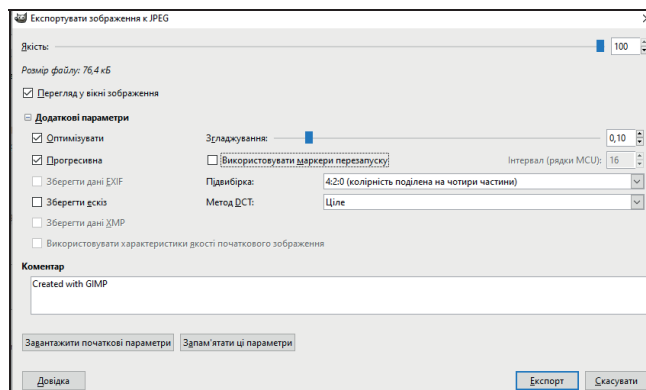 Експортувати зображення к JPEG
Якість: 100
Розмір файлу: 76,4 кБ
Перегляд у вікні зображення
Додаткові параметри
Оптимізувати Згладжування: 0,10
Прогресивна Використовувати маркери перезапуску Інтервал (рядки MCU): 16
Зберегти дані EXIF Підвибірка: 4:2:0 (колірність поділена на чотири частини)
Зберегти ескіз Метод DCT: Ціле
Зберегти дані XMP
Використовувати характеристики якості початкового зображення
Коментар
Created with GIMP
Завантажити початкові параметри Запам'ятати ці параметри
Довідка Експорт Скасувати